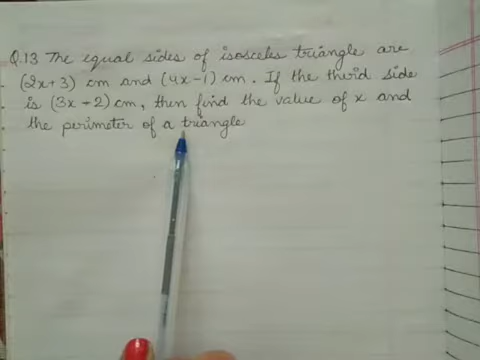 Q.13 The equal sides of isosceles triangle are
(2x+3) cm and (4x-1) cm. If the third side
is (3x+2) cm, then find the value of x and
the perimeter of a triangle